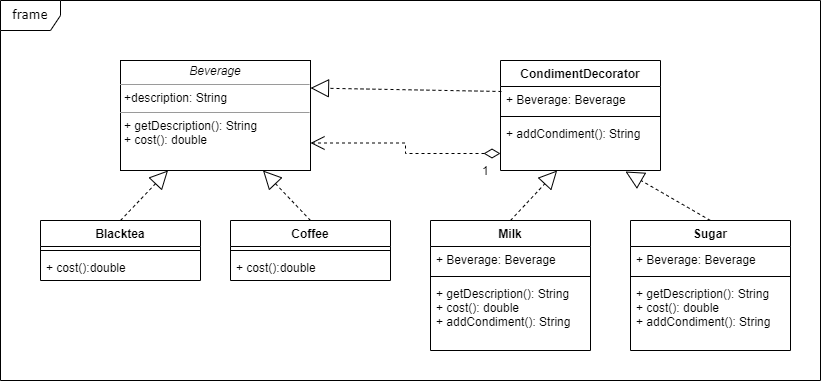 frame
Beverage
+description: String
+ getDescription(): String
+ cost(): double
CondimentDecorator
+ Beverage: Beverage
+ addCondiment(): String
1
Blacktea
+ cost():double
Coffee
+ cost():double
Milk
+ Beverage: Beverage
+ getDescription(): String
+ cost(): double
+ addCondiment(): String
Sugar
+ Beverage: Beverage
+ getDescription(): String
+ cost(): double
+ addCondiment(): String